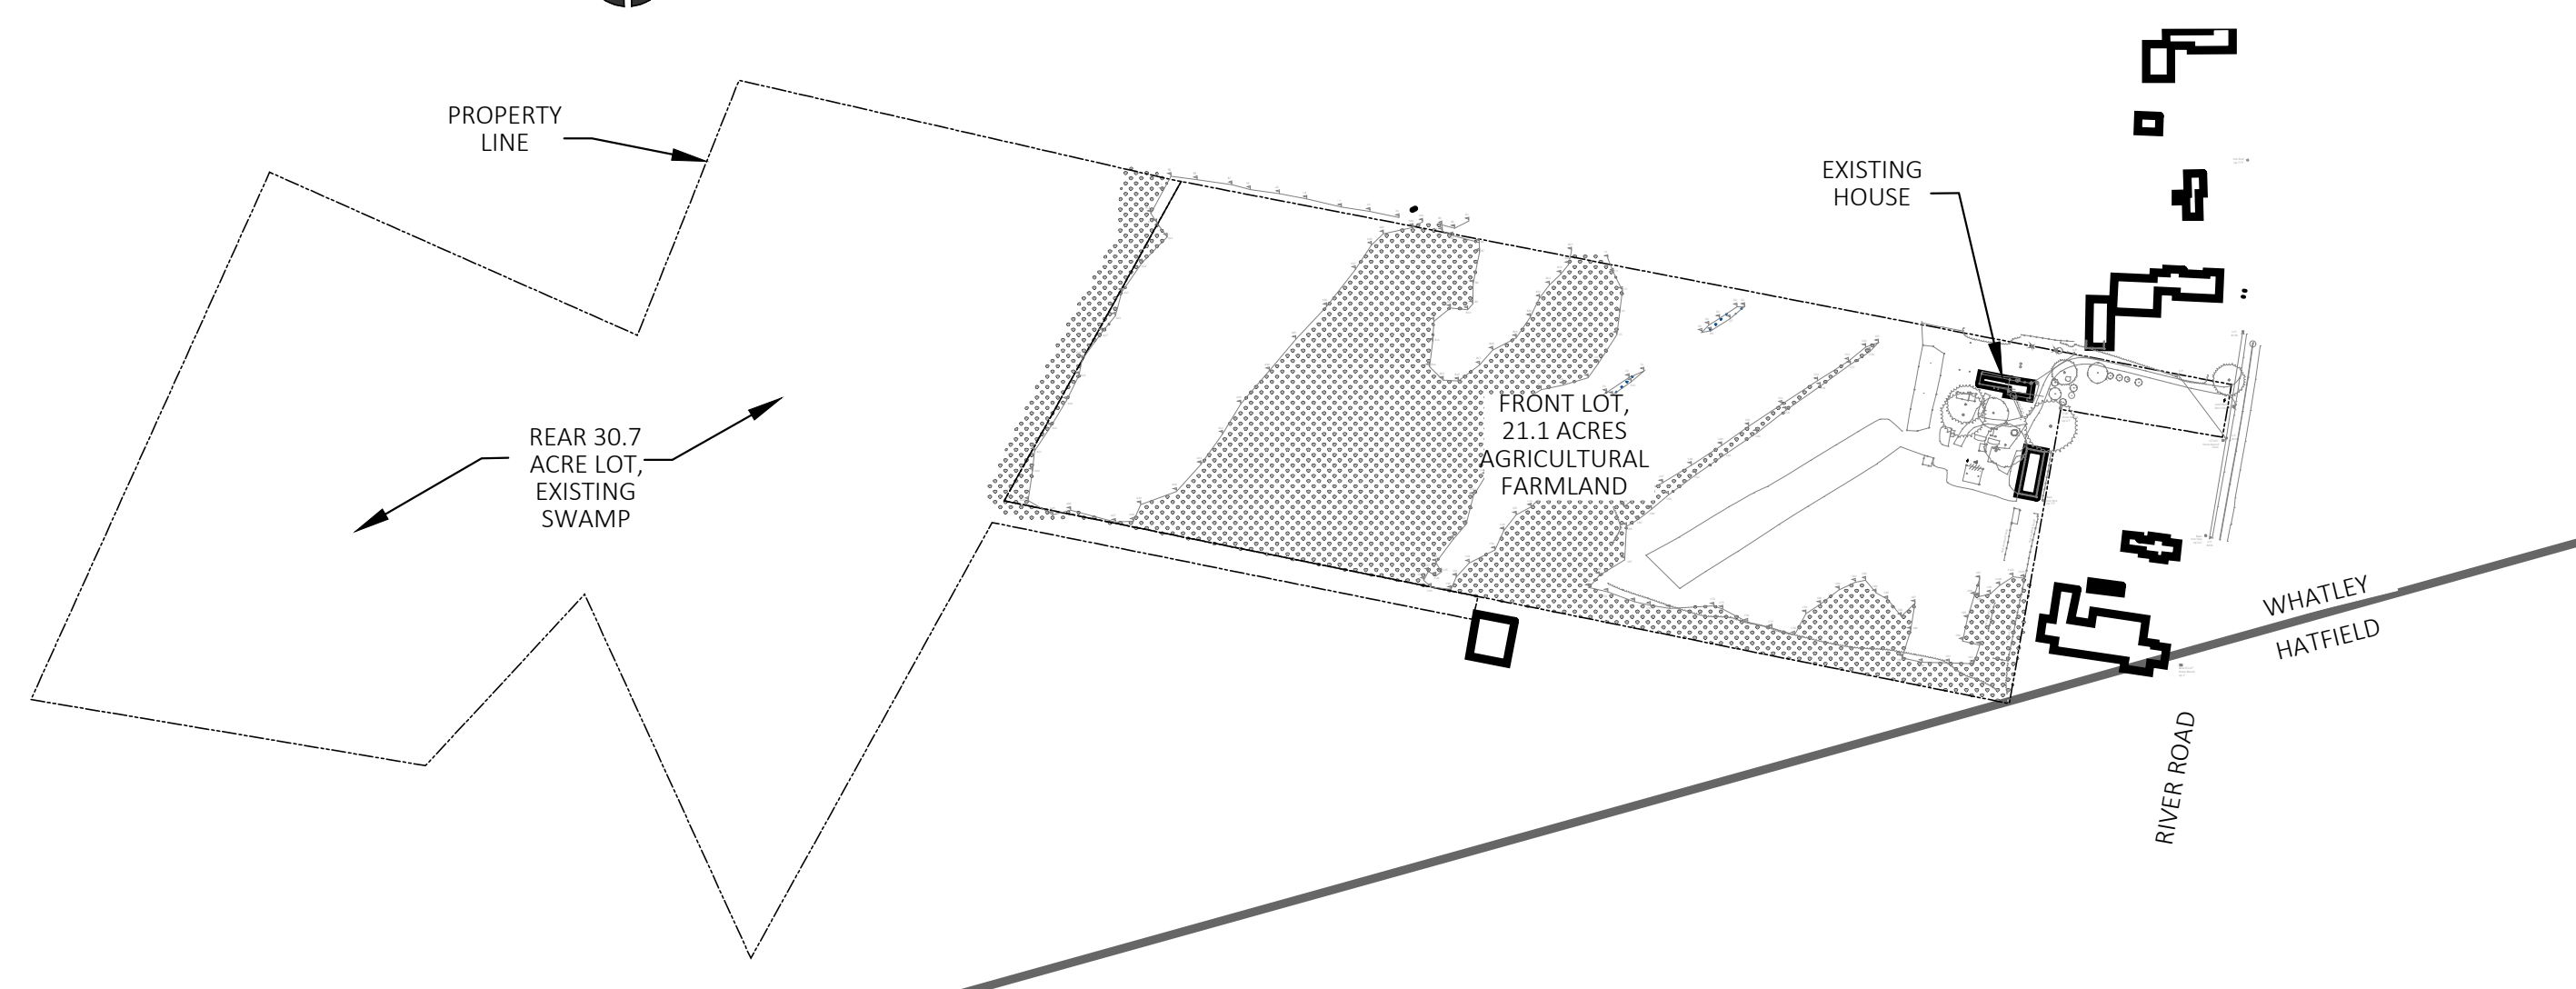 PROPERTY
LINE
EXISTING
HOUSE
REAR 30.7
ACRE LOT,
EXISTING
SWAMP
FRONT LOT,
21.1 ACRES
AGRICULTURAL
FARMLAND
WHATLEY
HATFIELD
RIVER ROAD